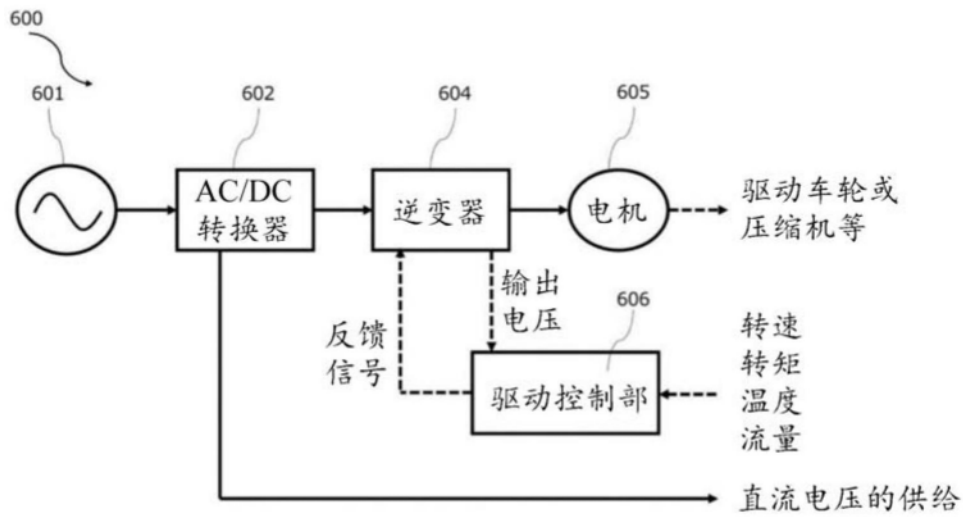 600
601
602
604
605
AC/DC
转换器
逆变器
电机
驱动车轮或
压缩机等
输出
电压
反馈
信号
606
驱动控制部
转速
转矩
温度
流量
直流电压的供给